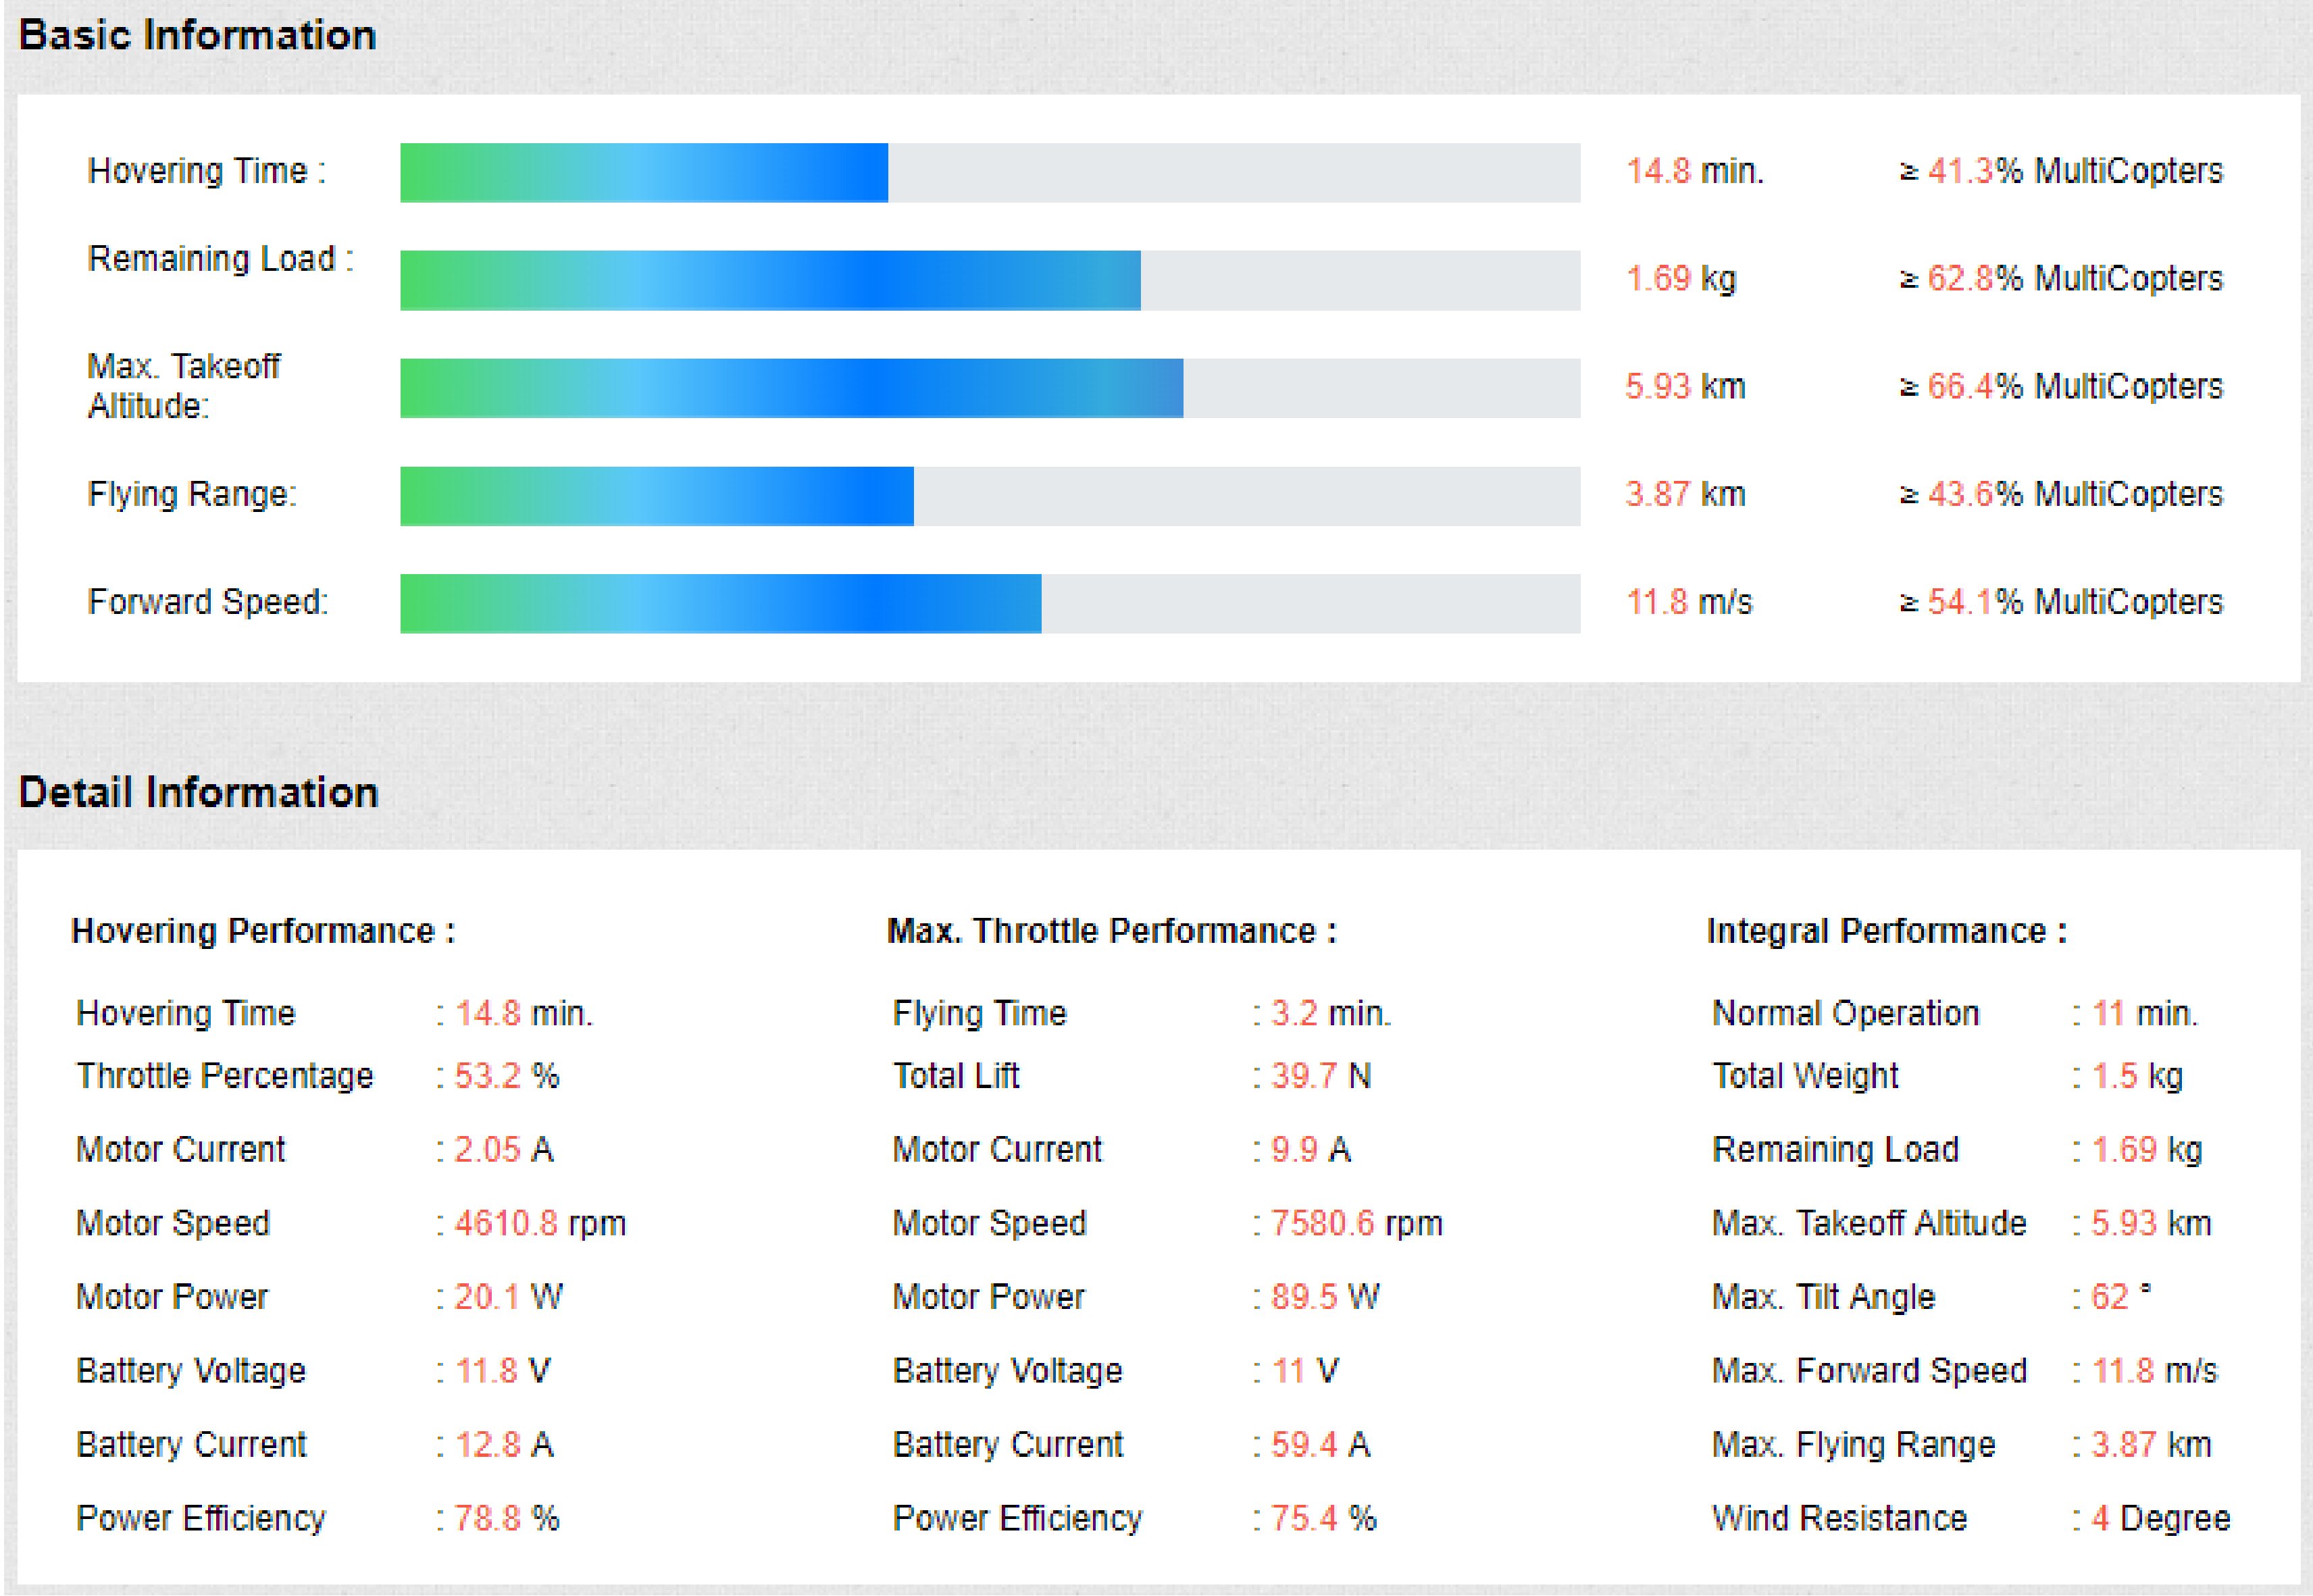 Basic Information
Hovering Time : 14.8 min. ≥ 41.3% MultiCopters
Remaining Load : 1.69 kg ≥ 62.8% MultiCopters
Max. Takeoff
Altitude: 5.93 km ≥ 66.4% MultiCopters
Flying Range: 3.87 km ≥ 43.6% MultiCopters
Forward Speed: 11.8 m/s ≥ 54.1% MultiCopters
Detail Information
Hovering Performance : Max. Throttle Performance : Integral Performance :
Hovering Time : 14.8 min. Flying Time : 3.2 min. Normal Operation : 11 min.
Throttle Percentage : 53.2 % Total Lift : 39.7 N Total Weight : 1.5 kg
Motor Current : 2.05 A Motor Current : 9.9 A Remaining Load : 1.69 kg
Motor Speed : 4610.8 rpm Motor Speed : 7580.6 rpm Max. Takeoff Altitude : 5.93 km
Motor Power : 20.1 W Motor Power : 89.5 W Max. Tilt Angle : 62 °
Battery Voltage : 11.8 V Battery Voltage : 11 V Max. Forward Speed : 11.8 m/s
Battery Current : 12.8 A Battery Current : 59.4 A Max. Flying Range : 3.87 km
Power Efficiency : 78.8 % Power Efficiency : 75.4 % Wind Resistance : 4 Degree